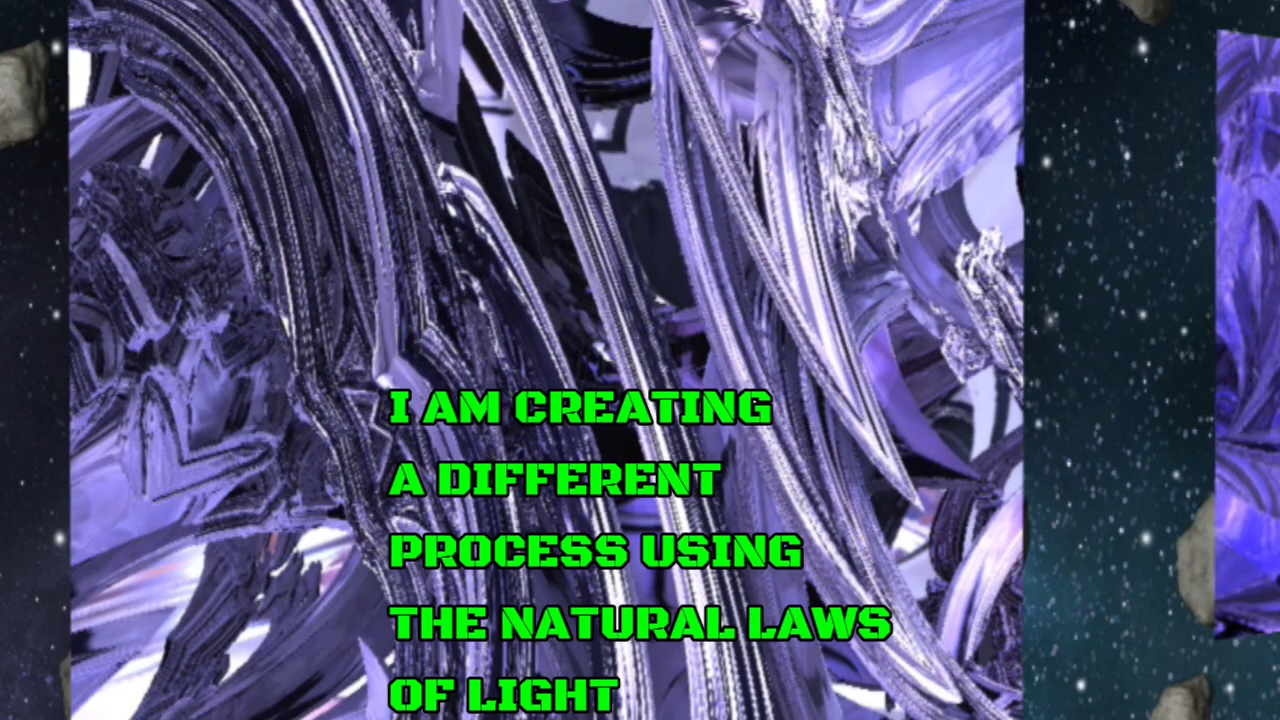 I AM CREATING
A DIFFERENT
PROCESS USING
THE NATURAL LAWS
OF LIGHT